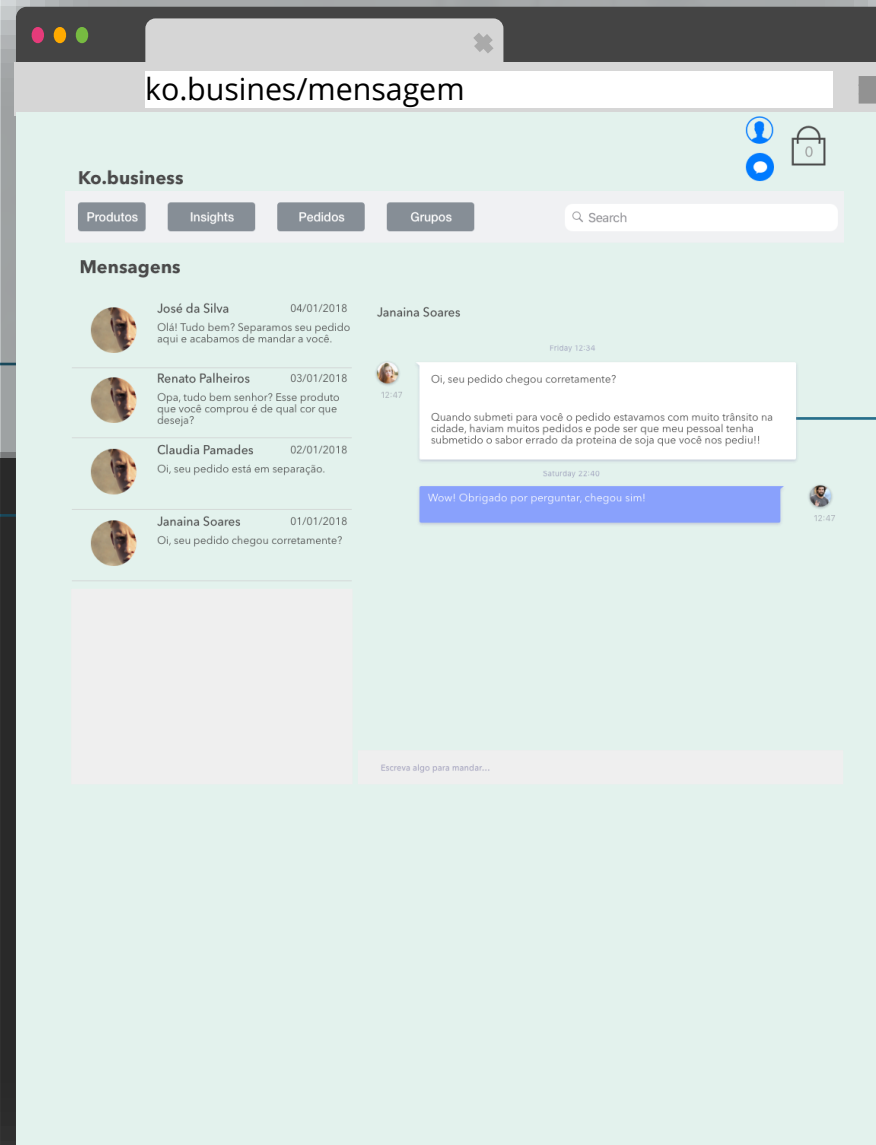 ko.busines/mensagem
0
Ko.business
Produtos
Insights
Pedidos
Grupos
Search
Mensagens
José da Silva
04/01/2018
Olá! Tudo bem? Separamos seu pedido
aqui e acabamos de mandar a você.
Renato Palheiros
03/01/2018
Opa, tudo bem senhor? Esse produto
que você comprou é de qual cor que
deseja?
Claudia Pamades
02/01/2018
Oi, seu pedido está em separação.
Janaina Soares
01/01/2018
Oi, seu pedido chegou corretamente?
Janaina Soares
Friday 12:34
12:47
Oi, seu pedido chegou corretamente?
Quando submeti para você o pedido estavamos com muito trânsito na
cidade, haviam muitos pedidos e pode ser que meu pessoal tenha
submetido o sabor errado da proteina de soja que você nos pediu!!
Saturday 22:40
Wow! Obrigado por perguntar, chegou sim!
12:47
Escreva algo para mandar...